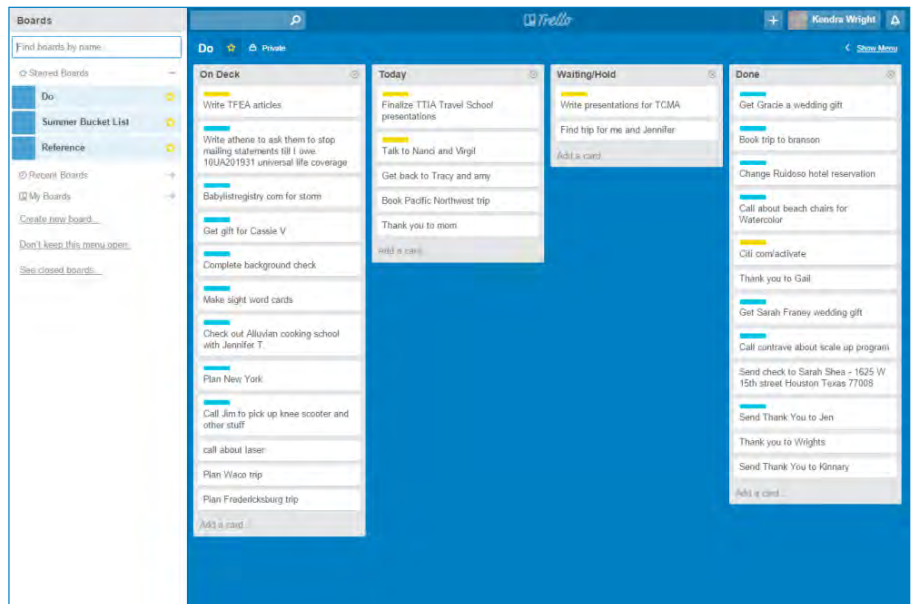 Boards
Find boards by name
Starred Boards
Do
Summer Bucket List
Reference
Recent Boards
My Boards
Create new board...
Don't keep this menu open.
See closed boards...
Trello
Kendra Wright
Do
Private
Show Menu
On Deck
Write TFEA articles
Write athene to ask them to stop
mailing statements till I owe.
10UA201931 universal life coverage
Babylistregistry com for storm
Get gift for Cassie V
Complete background check
Make sight word cards
Check out Alluvian cooking school
with Jennifer T.
Plan New York
Call Jim to pick up knee scooter and
other stuff
call about laser
Plan Waco trip
Plan Fredericksburg trip
Add a card...
Today
Finalize TTIA Travel School
presentations
Talk to Nanci and Virgil
Get back to Tracy and amy
Book Pacific Northwest trip
Thank you to mom
Add a card...
Waiting/Hold
Write presentations for TCMA
Find trip for me and Jennifer
Add a card...
Done
Get Gracie a wedding gift
Book trip to branson
Change Ruidoso hotel reservation
Call about beach chairs for
Watercolor
Citi com/activate
Thank you to Gail
Get Sarah Franey wedding gift
Call contrave about scale up program
Send check to Sarah Shea - 1625 W
15th street Houston Texas 77008
Send Thank You to Jen
Thank you to Wrights
Send Thank You to Kinnary
Add a card...